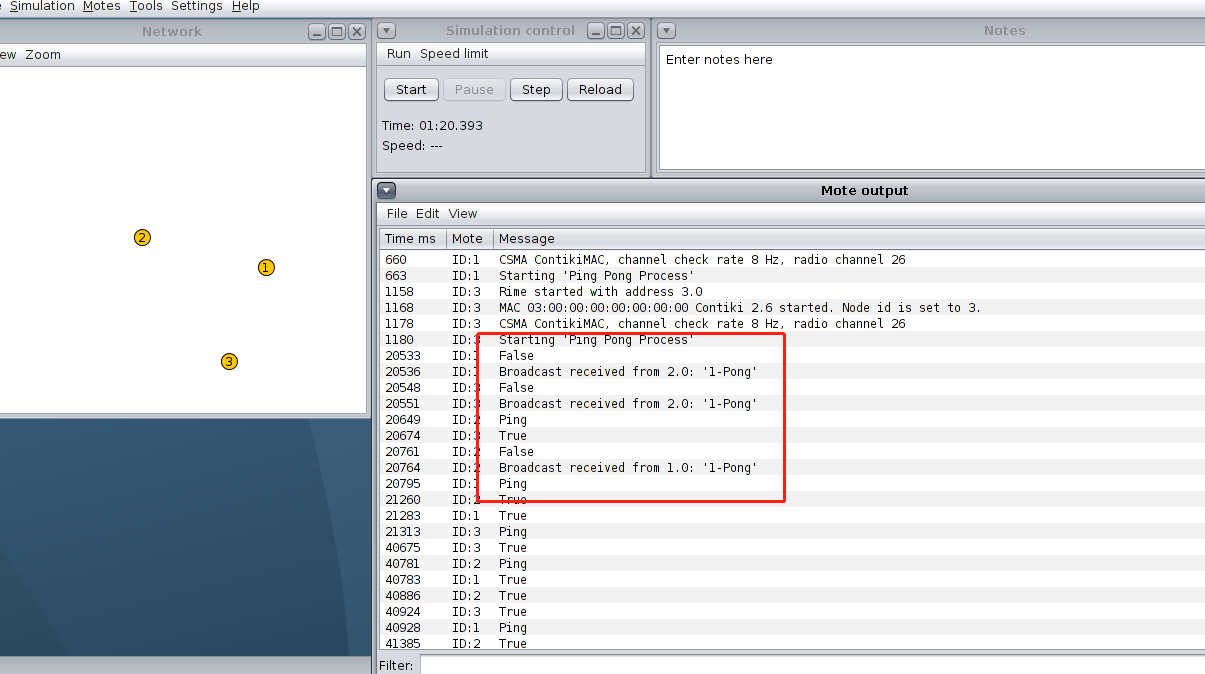 Simulation Motes Tools Settings Help
Network
ew Zoom
2
1
3
Simulation control
Run Speed limit
Start Pause Step Reload
Time: 01:20.393
Speed: ---
Notes
Enter notes here
Mote output
File Edit View
Time ms Mote Message
660 ID:1 CSMA ContikiMAC, channel check rate 8 Hz, radio channel 26
663 ID:1 Starting 'Ping Pong Process'
1158 ID:3 Rime started with address 3.0
1168 ID:3 MAC 03:00:00:00:00:00:00:00 Contiki 2.6 started. Node id is set to 3.
1178 ID:3 CSMA ContikiMAC, channel check rate 8 Hz, radio channel 26
1180 ID:3 Starting 'Ping Pong Process'
20533 ID:1 False
20536 ID:1 Broadcast received from 2.0: '1-Pong'
20548 ID:3 False
20551 ID:3 Broadcast received from 2.0: '1-Pong'
20649 ID:2 Ping
20674 ID:3 True
20761 ID:2 False
20764 ID:2 Broadcast received from 1.0: '1-Pong'
20795 ID:1 Ping
21260 ID:2 True
21283 ID:1 True
21313 ID:3 Ping
40675 ID:3 True
40781 ID:2 Ping
40783 ID:1 True
40886 ID:2 True
40924 ID:3 True
40928 ID:1 Ping
41385 ID:2 True
Filter: